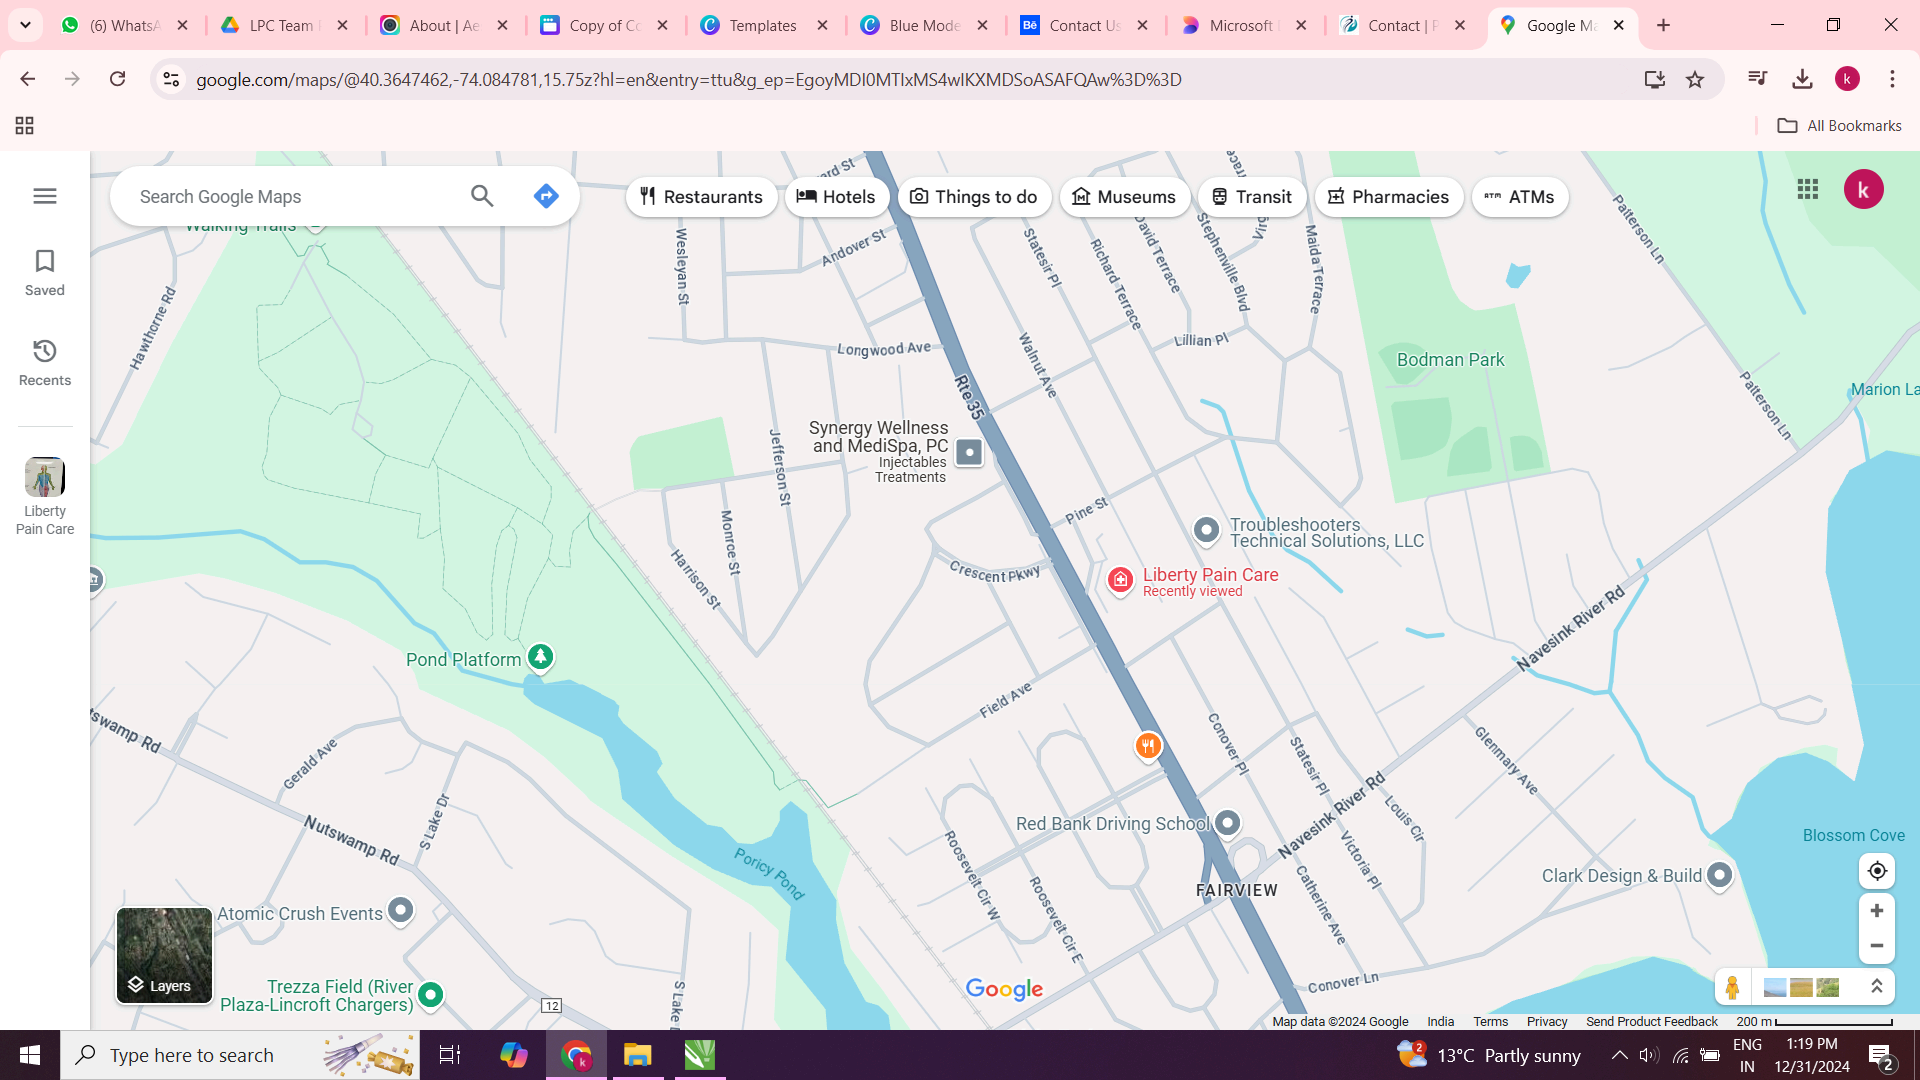 (6) WhatsA
LPC Team
About | Ae
Copy of Co
Templates
Blue Mode
Contact Us
Microsoft
Contact | P
Google Ma
google.com/maps/@40.3647462,-74.084781,15.75z?hl=en&entry=ttu&g_ep=EgoyMDI0MTIxMS4wIKXMDSoASAFQAw%3D%3D
k
All Bookmarks
Search Google Maps
Restaurants
Hotels
Things to do
Museums
Transit
Pharmacies
ATMs
k
Saved
Recents
Liberty
Pain Care
Walking Trails
Hawthorne Rd
Wesleyan St
Andover St
Statesir Pl
Richard Terrace
David Terrace
Stephenville Blvd
Maida Terrace
Patterson Ln
Lillian Pl
Longwood Ave
Walnut Ave
Rte 35
Bodman Park
Patterson Ln
Marion La
Synergy Wellness
and MediSpa, PC
Injectables
Treatments
Jefferson St
Monroe St
Harrison St
Pine St
Troubleshooters
Technical Solutions, LLC
Crescent Pkwy
Liberty Pain Care
Recently viewed
Navesink River Rd
Pond Platform
Field Ave
Conover Pl
Statesir Pl
Glenmary Ave
tswamp Rd
Gerald Ave
S Lake Dr
Nutswamp Rd
Navesink River Rd
Louis Cir
Red Bank Driving School
Victoria Pl
Blossom Cove
Poricy Pond
Roosevelt Cir W
Roosevelt Cir E
FAIRVIEW
Catherine Ave
Clark Design & Build
Atomic Crush Events
Layers
Trezza Field (River
Plaza-Lincroft Chargers)
12
S Lake
Google
Conover Ln
Map data ©2024 Google
India
Terms
Privacy
Send Product Feedback
200 m
Type here to search
2
13°C Partly sunny
ENG
IN
1:19 PM
12/31/2024
2